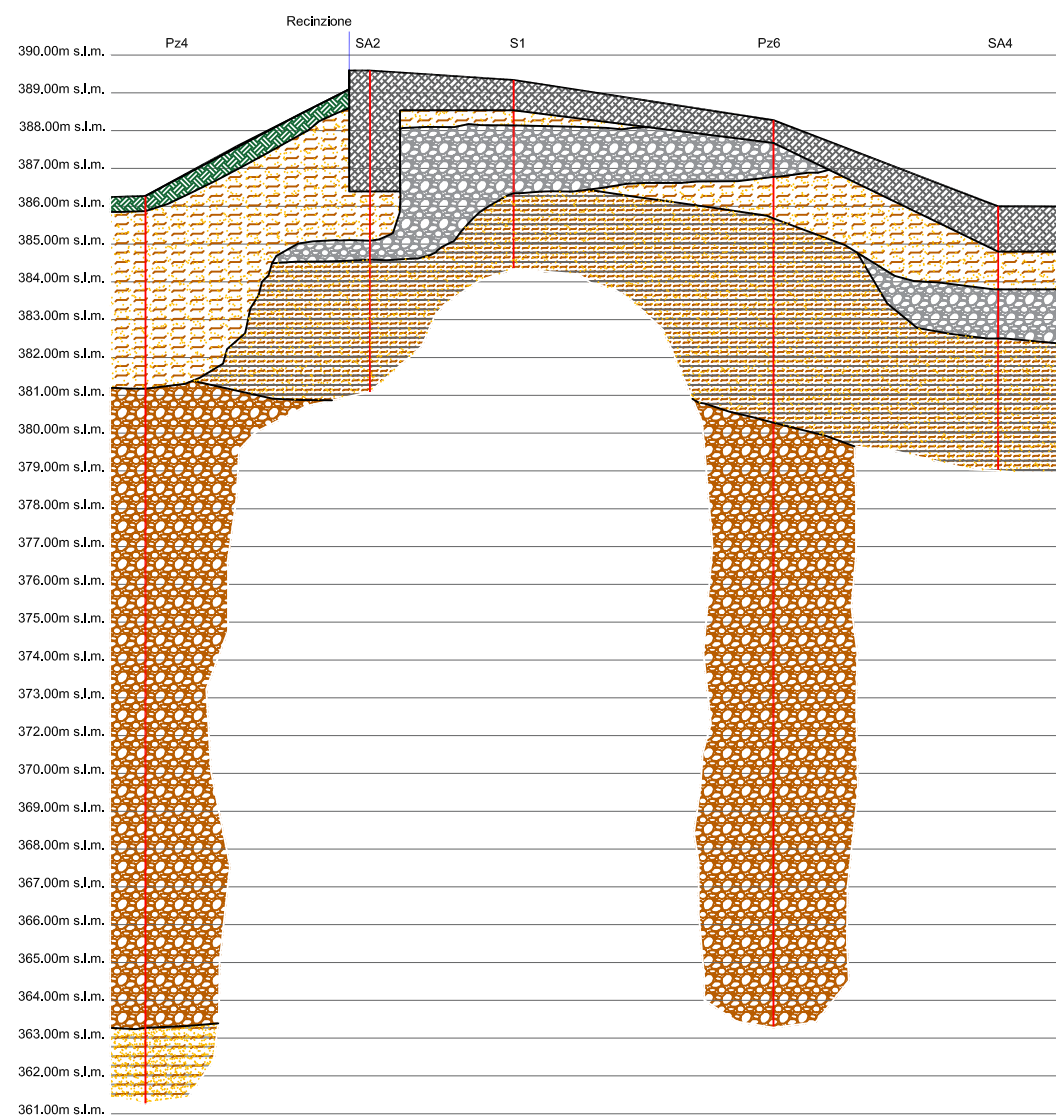 Recinzione
Pz4 SA2 S1 Pz6 SA4
390.00m s.l.m.
389.00m s.l.m.
388.00m s.l.m.
387.00m s.l.m.
386.00m s.l.m.
385.00m s.l.m.
384.00m s.l.m.
383.00m s.l.m.
382.00m s.l.m.
381.00m s.l.m.
380.00m s.l.m.
379.00m s.l.m.
378.00m s.l.m.
377.00m s.l.m.
376.00m s.l.m.
375.00m s.l.m.
374.00m s.l.m.
373.00m s.l.m.
372.00m s.l.m.
370.00m s.l.m.
369.00m s.l.m.
368.00m s.l.m.
367.00m s.l.m.
366.00m s.l.m.
365.00m s.l.m.
364.00m s.l.m.
363.00m s.l.m.
362.00m s.l.m.
361.00m s.l.m.